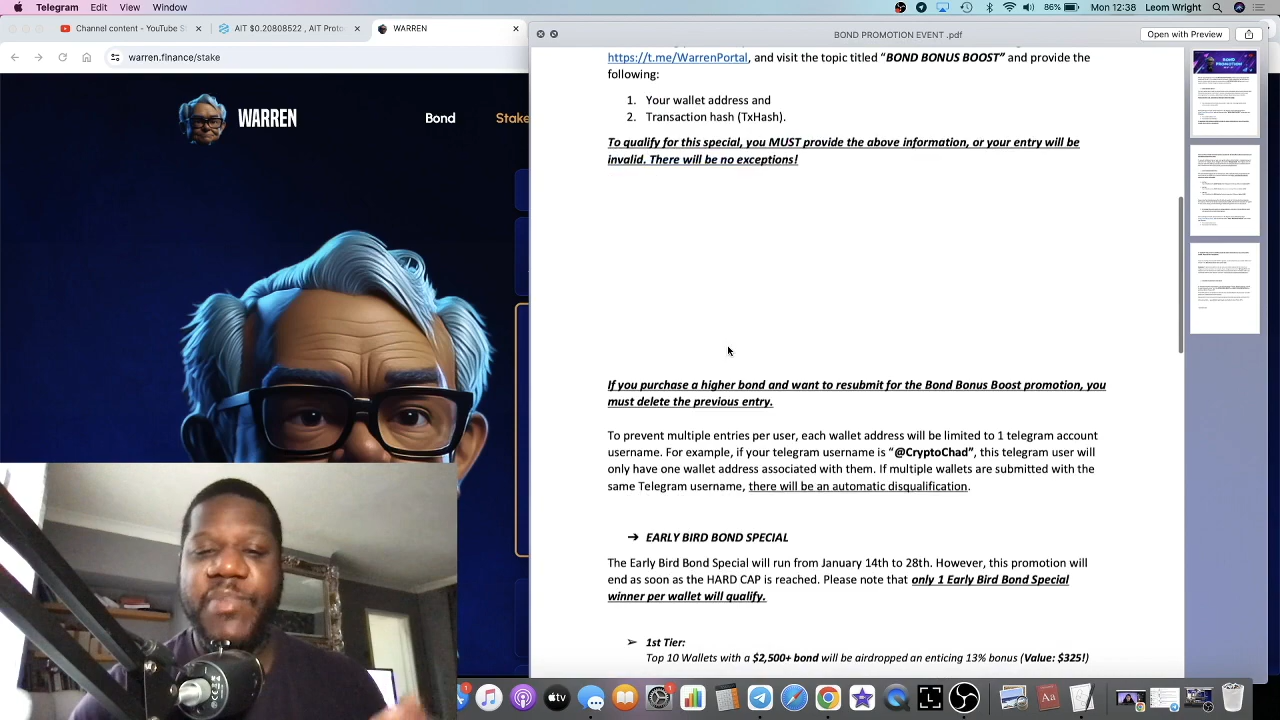 Telegram Edit Window
Mon 12:38
Channel content - YouTube
AIT $0.20808522 , AIT Protoc
WARREN
BOND PROMOTION EVENT .pdf
Open with Preview
warren.finance/stake
WARREN
Bond
Stake
https://t.me/WarrenPortal, and visit the topic titled “BOND BONUS BOOST” and provide the
following:
1. Your wallet address and
2. Transaction hash (TxHash).
To qualify for this special, you MUST provide the above information, or your entry will be
invalid. There will be no exceptions!
If you purchase a higher bond and want to resubmit for the Bond Bonus Boost promotion, you
must delete the previous entry.
To prevent multiple entries per user, each wallet address will be limited to 1 telegram account
username. For example, if your telegram username is “@CryptoChad”, this telegram user will
only have one wallet address associated with them. If multiple wallets are submitted with the
same Telegram username, there will be an automatic disqualification.
➔ EARLY BIRD BOND SPECIAL
The Early Bird Bond Special will run from January 14th to 28th. However, this promotion will
end as soon as the HARD CAP is reached. Please note that only 1 Early Bird Bond Special
winner per wallet will qualify.
➢ 1st Tier:
Top 10 Wallets with a $2,500+ bond will be airdropped an enticing 13% bonus (Value: $325!)
BOND
PROMOTION
tv